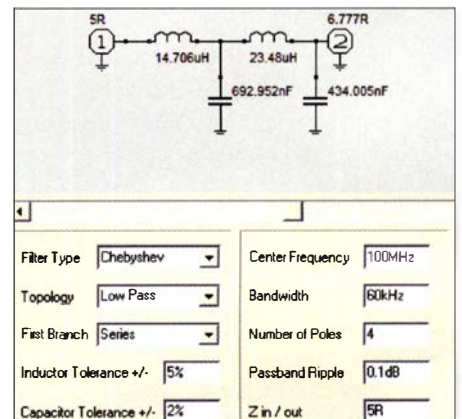 5R
6.777R
1
2
14.706uH
23.48uH
692.952nF
434.005nF
Filter Type Chebyshev
Center Frequency 100MHz
Topology Low Pass
Bandwidth 60kHz
First Branch Series
Number of Poles 4
Inductor Tolerance +/- 5%
Passband Ripple 0.1dB
Capacitor Tolerance +/- 2%
Z in / out 5R